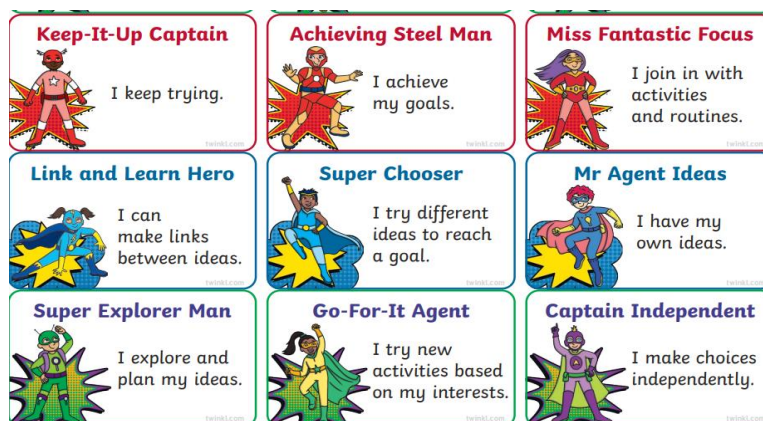 Keep-It-Up Captain
I keep trying.
twinkl.com
Achieving Steel Man
I achieve
my goals.
twinkl.com
Miss Fantastic Focus
I join in with
activities
and routines.
twinkl.com
Link and Learn Hero
I can
make links
between ideas.
twinkl.com
Super Chooser
I try different
ideas to reach
a goal.
twinkl.com
Mr Agent Ideas
I have my
own ideas.
twinkl.com
Super Explorer Man
I explore and
plan my ideas.
twinkl.com
Go-For-It Agent
I try new
activities based
on my interests.
twinkl.com
Captain Independent
I make choices
independently.
twinkl.com